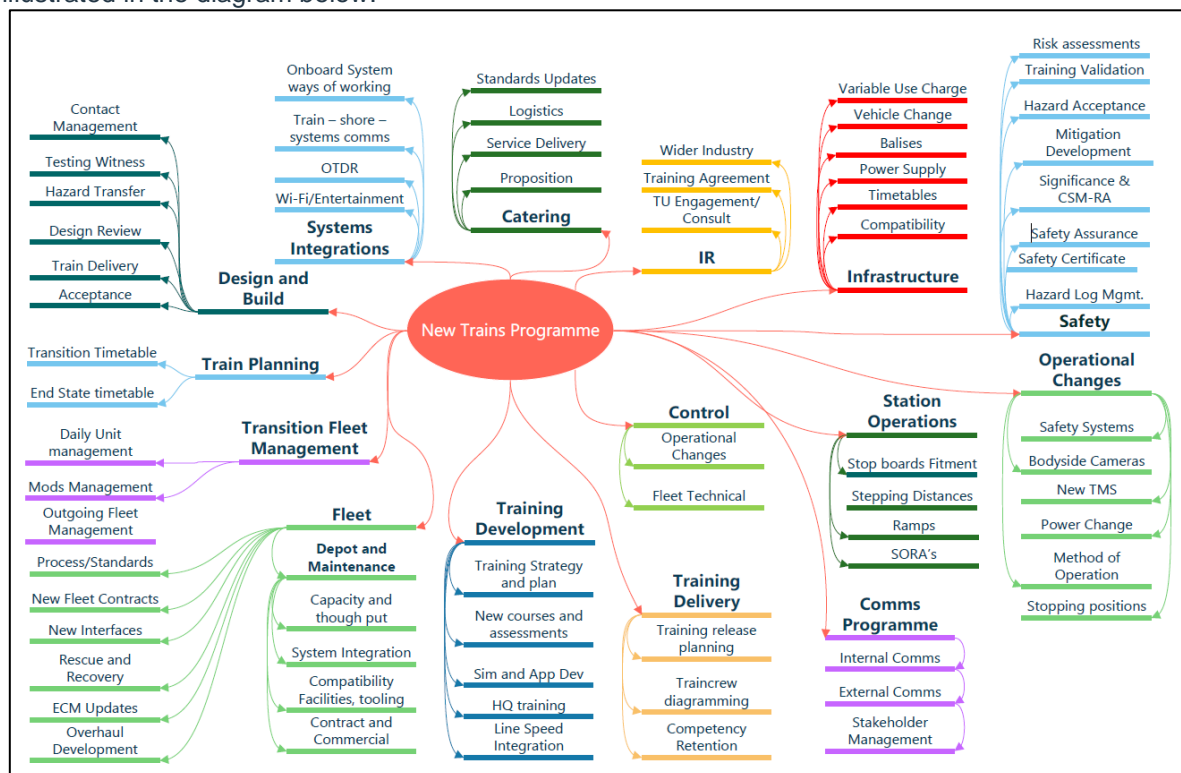 illustrated in the diagram below.
Contact
Management
Testing Witness
Hazard Transfer
Design Review
Train Delivery
Acceptance
Design and
Build
Onboard System
ways of working
Train – shore –
systems comms
OTDR
Wi-Fi/Entertainment
Systems
Integrations
Standards Updates
Logistics
Service Delivery
Proposition
Catering
Wider Industry
Training Agreement
TU Engagement/
Consult
IR
Variable Use Charge
Vehicle Change
Balises
Power Supply
Timetables
Compatibility
Infrastructure
Risk assessments
Training Validation
Hazard Acceptance
Mitigation
Development
Significance &
CSM-RA
Safety Assurance
Safety Certificate
Hazard Log Mgmt.
Safety
New Trains Programme
Transition Timetable
End State timetable
Train Planning
Daily Unit
management
Mods Management
Outgoing Fleet
Management
Transition Fleet
Management
Fleet
Process/Standards
New Fleet Contracts
New Interfaces
Rescue and
Recovery
ECM Updates
Overhaul
Development
Depot and
Maintenance
Capacity and
though put
System Integration
Compatibility
Facilities, tooling
Contract and
Commercial
Training
Development
Training Strategy
and plan
New courses and
assessments
Sim and App Dev
HQ training
Line Speed
Integration
Control
Operational
Changes
Fleet Technical
Training
Delivery
Training release
planning
Traincrew
diagramming
Competency
Retention
Station
Operations
Stop boards Fitment
Stepping Distances
Ramps
SORA's
Comms
Programme
Internal Comms
External Comms
Stakeholder
Management
Operational
Changes
Safety Systems
Bodyside Cameras
New TMS
Power Change
Method of
Operation
Stopping positions